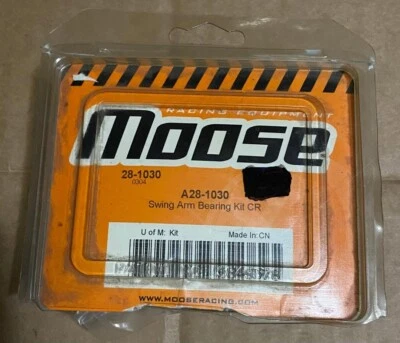 RACING EQUIPMENT
moose
28-1030
0304
A28-1030
Swing Arm Bearing Kit CR
U of M: Kit
Made In: CN
WWW.MOOSERACING.COM